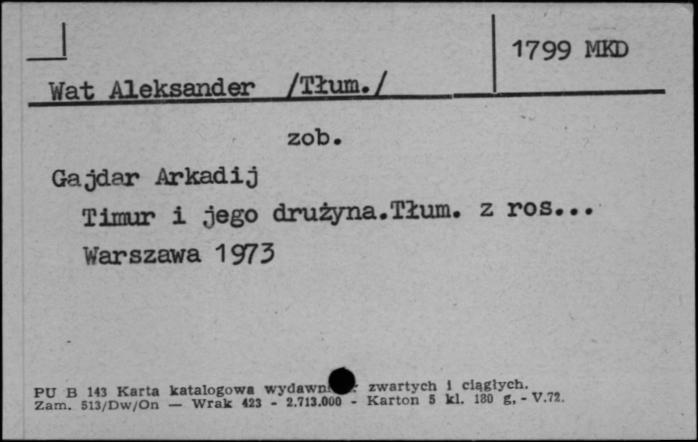 1799 MKD
Wat Aleksander /Tłum./
zob.
Gajdar Arkadij
Timur i jego drużyna.Tłum. z ros...
Warszawa 1973
PU B 143 Karta katalogowa zwartych i ciągłych.
Zam. 513/Dw/On — Wrak 423 - 2.713.000 - Karton 5 kl. 180 g, - V.72.